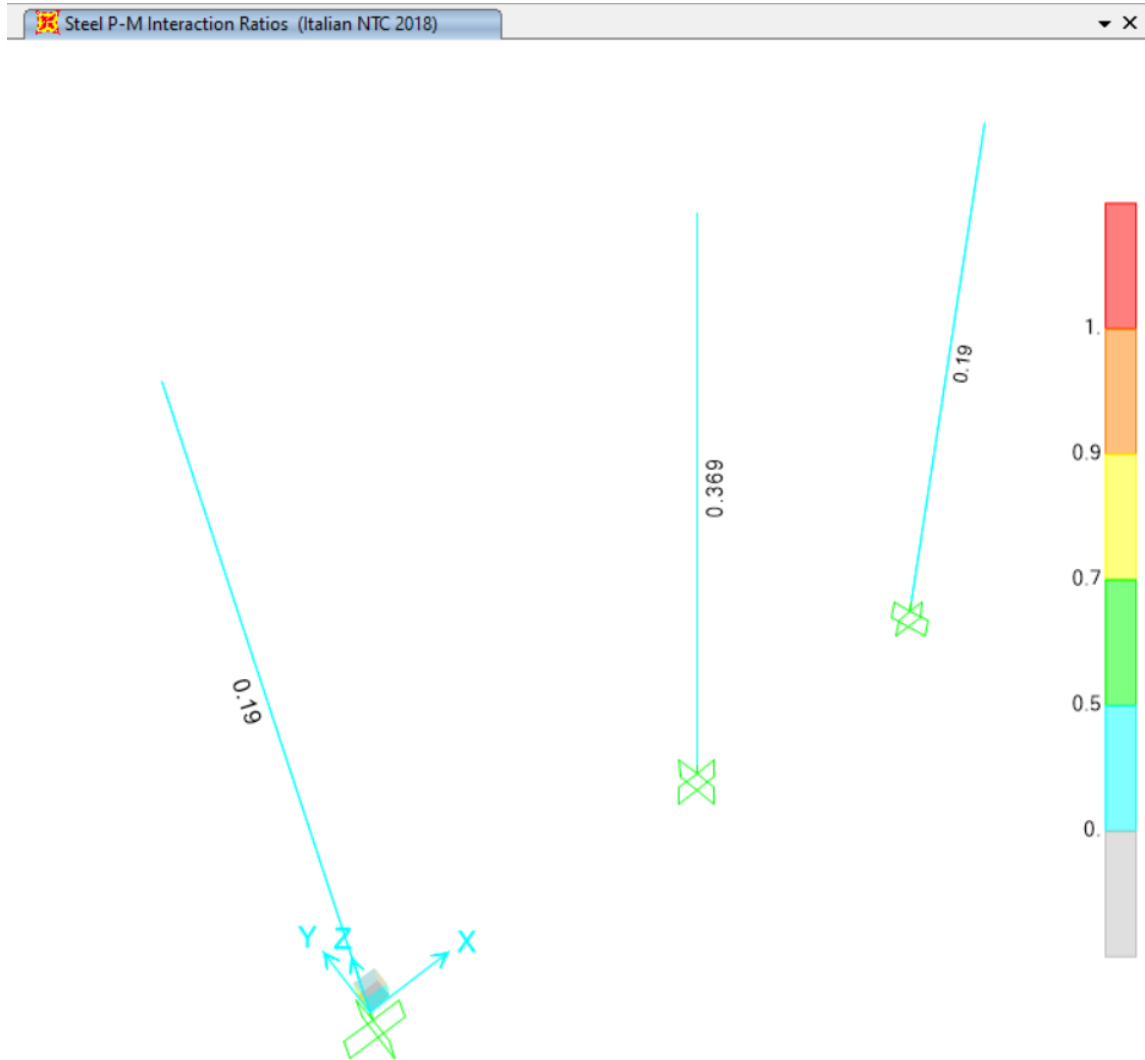 Steel P-M Interaction Ratios (Italian NTC 2018)
0.19
1.
0.9
0.369
0.7
0.19
0.5
0.
Y
Z
X